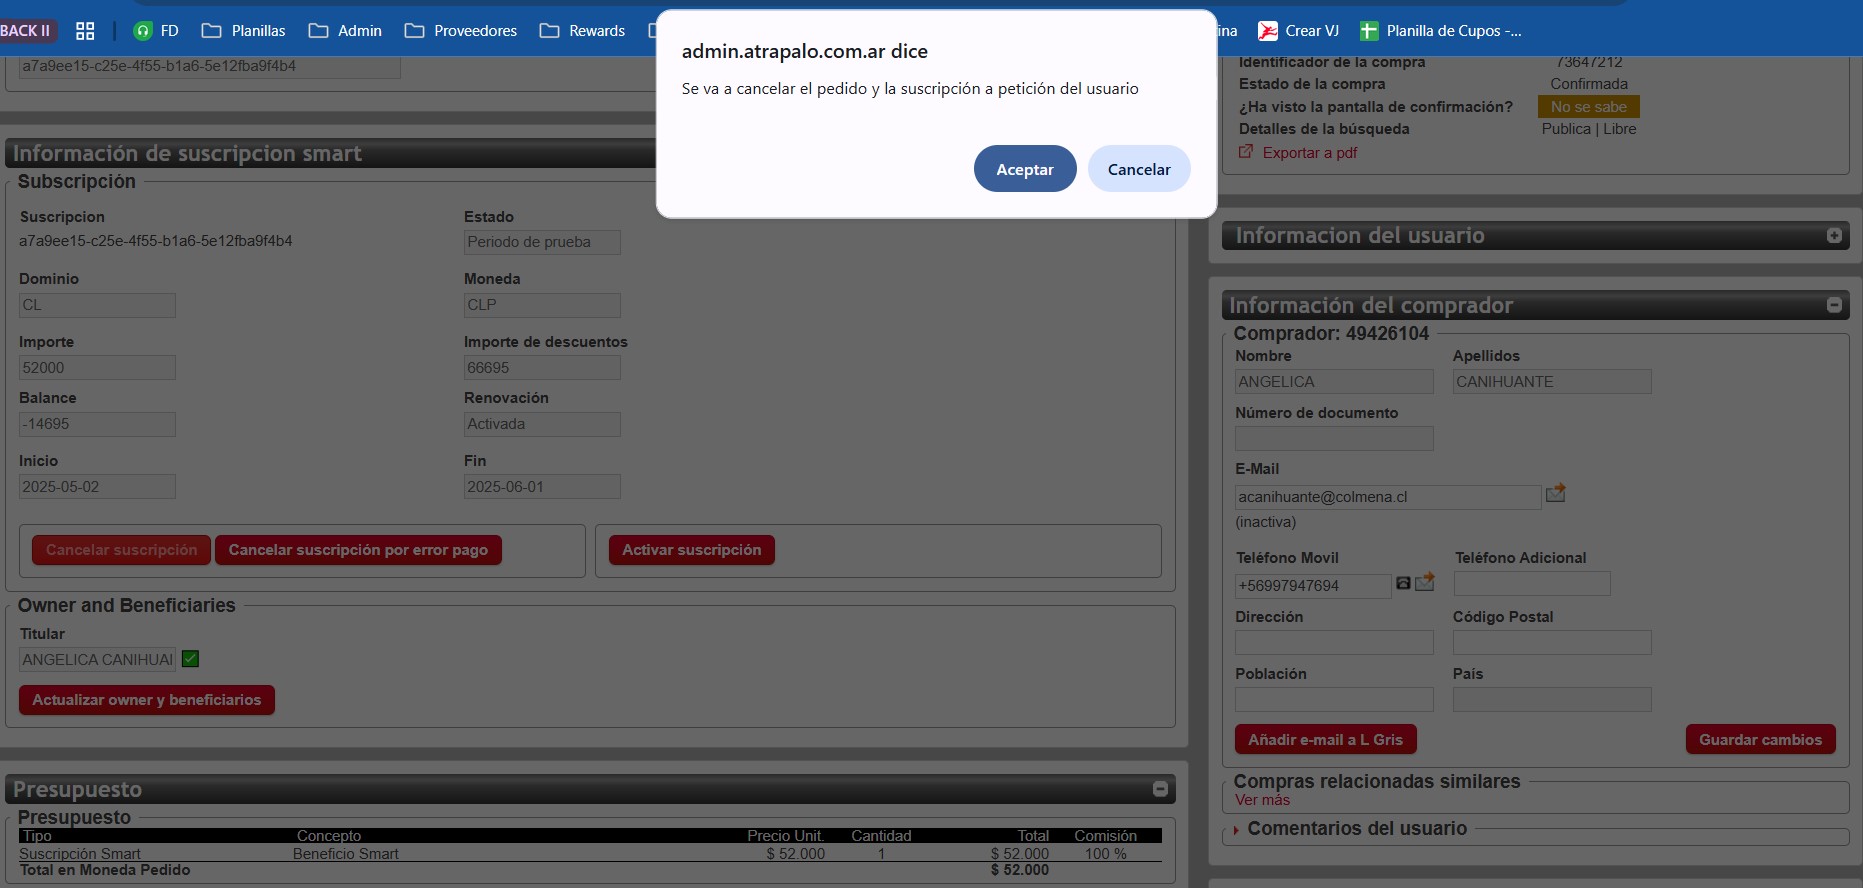 BACK II
FD
Planillas
Admin
Proveedores
Rewards
ina
Crear VJ
Planilla de Cupos -...
admin.atrapalo.com.ar dice
Se va a cancelar el pedido y la suscripción a petición del usuario
Aceptar
Cancelar
a7a9ee15-c25e-4f55-b1a6-5e12fba9f4b4
Información de suscripcion smart
Subscripción
Suscripcion
a7a9ee15-c25e-4f55-b1a6-5e12fba9f4b4
Estado
Periodo de prueba
Dominio
CL
Moneda
CLP
Importe
52000
Importe de descuentos
66695
Balance
-14695
Renovación
Activada
Inicio
2025-05-02
Fin
2025-06-01
Cancelar suscripción
Cancelar suscripción por error pago
Activar suscripción
Owner and Beneficiaries
Titular
ANGELICA CANIHUAI
Actualizar owner y beneficiarios
Presupuesto
Presupuesto
Tipo Concepto Precio Unit. Cantidad Total Comisión
Suscripción Smart Beneficio Smart $ 52.000 1 $ 52.000 100 %
Total en Moneda Pedido $ 52.000
Identificador de la compra 73647212
Estado de la compra Confirmada
¿Ha visto la pantalla de confirmación? No se sabe
Detalles de la búsqueda Publica | Libre
Exportar a pdf
Informacion del usuario
Información del comprador
Comprador: 49426104
Nombre
ANGELICA
Apellidos
CANIHUANTE
Número de documento
E-Mail
acanihuante@colmena.cl
(inactiva)
Teléfono Movil
+56997947694
Teléfono Adicional
Dirección
Código Postal
Población
País
Añadir e-mail a L Gris
Guardar cambios
Compras relacionadas similares
Ver más
Comentarios del usuario